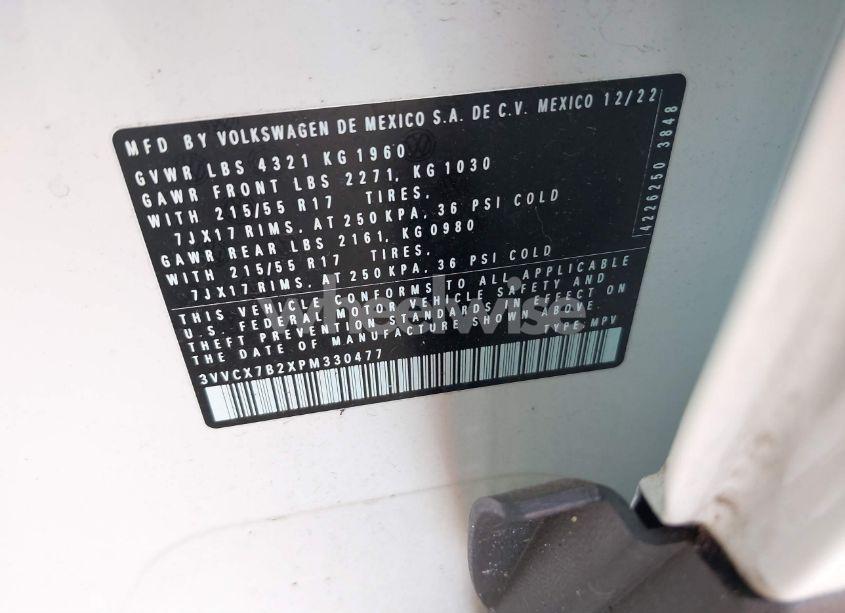 MFD BY VOLKSWAGEN DE MEXICO S.A. DE C.V. MEXICO 12/22
GVWR LBS 4321 KG 1960
GAWR FRONT LBS 2271, KG 1030
WITH 215/55 R17 TIRES,
7JX17 RIMS, AT 250 KPA, 36 PSI COLD
GAWR REAR LBS 2161, KG0980
WITH 215/55 R17 TIRES,
7JX17 RIMS, AT 250 KPA, 36 PSI COLD
THIS VEHICLE CONFORMS TO ALL APPLICABLE
U.S. FEDERAL MOTOR VEHICLE SAFETY AND
THEFT PREVENTION STANDARDS IN EFFECT ON
THE DATE OF MANUFACTURE SHOWN ABOVE.
TYPE: MPV
3VVCX7B2XPM330477
4226250 3848
wheelwise